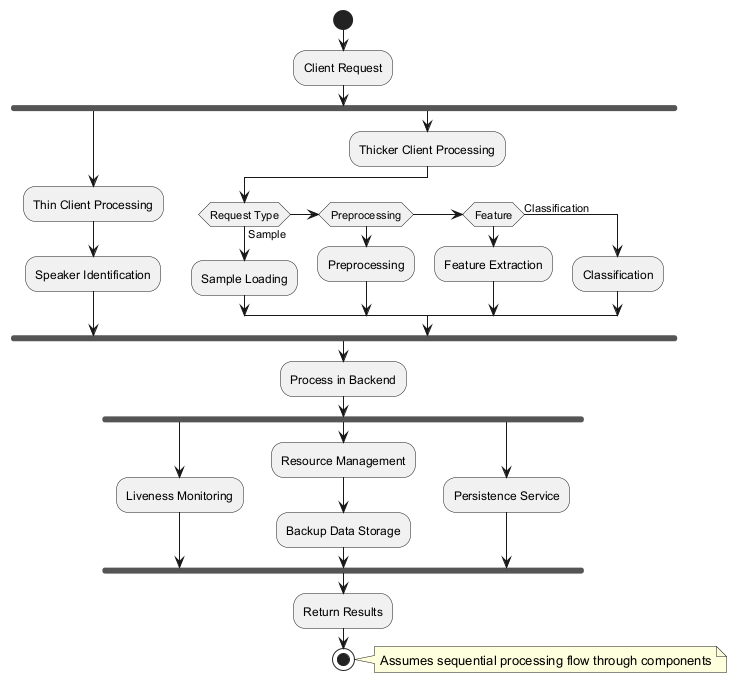 Client Request
Thicker Client Processing
Thin Client Processing
Request Type
Preprocessing
Feature
Classification
Sample
Speaker Identification
Sample Loading
Preprocessing
Feature Extraction
Classification
Process in Backend
Resource Management
Liveness Monitoring
Persistence Service
Backup Data Storage
Return Results
Assumes sequential processing flow through components